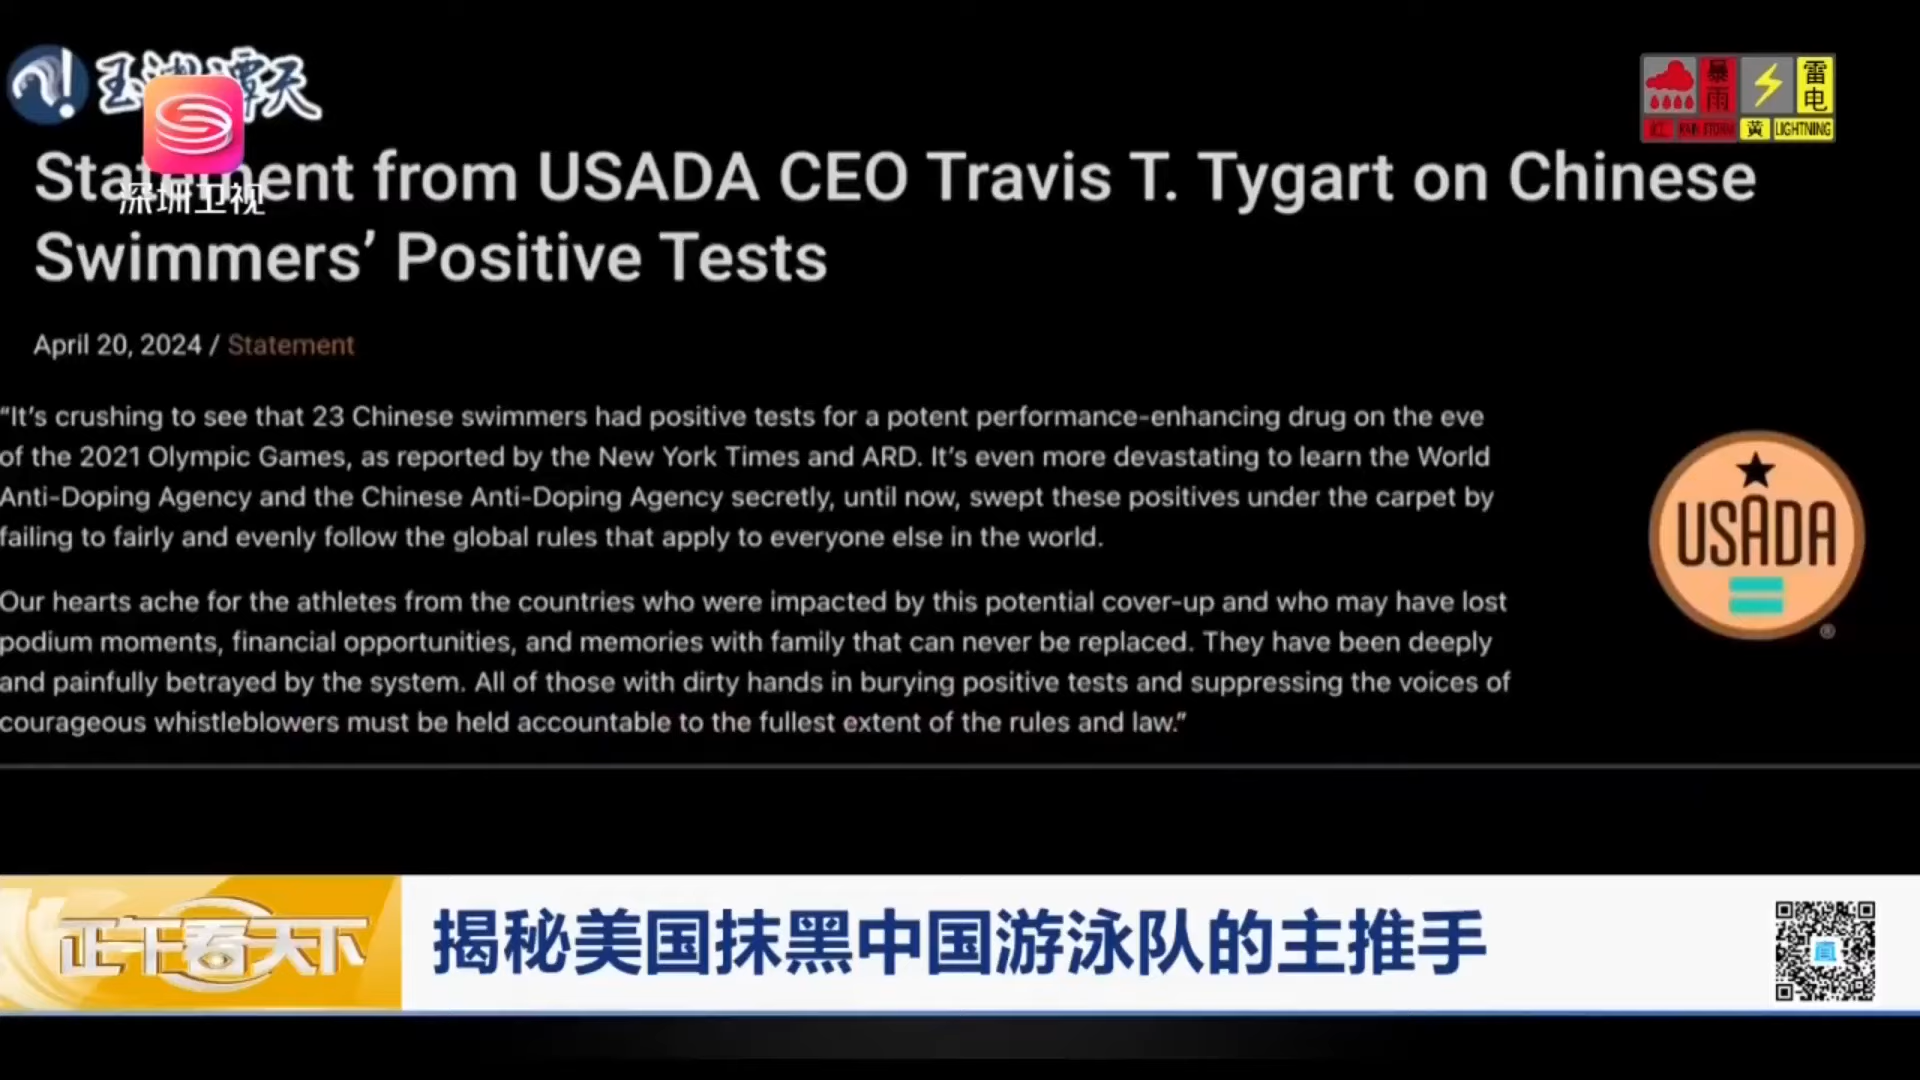 玉渊谭天
深圳卫视
暴雨
雷电
红 RAIN STORM
黄 LIGHTNING
Statement from USADA CEO Travis T. Tygart on Chinese
Swimmers’ Positive Tests
April 20, 2024 / Statement
“It’s crushing to see that 23 Chinese swimmers had positive tests for a potent performance-enhancing drug on the eve
of the 2021 Olympic Games, as reported by the New York Times and ARD. It’s even more devastating to learn the World
Anti-Doping Agency and the Chinese Anti-Doping Agency secretly, until now, swept these positives under the carpet by
failing to fairly and evenly follow the global rules that apply to everyone else in the world.
Our hearts ache for the athletes from the countries who were impacted by this potential cover-up and who may have lost
podium moments, financial opportunities, and memories with family that can never be replaced. They have been deeply
and painfully betrayed by the system. All of those with dirty hands in burying positive tests and suppressing the voices of
courageous whistleblowers must be held accountable to the fullest extent of the rules and law.”
USADA
®
正午看天下
揭秘美国抹黑中国游泳队的主推手
直